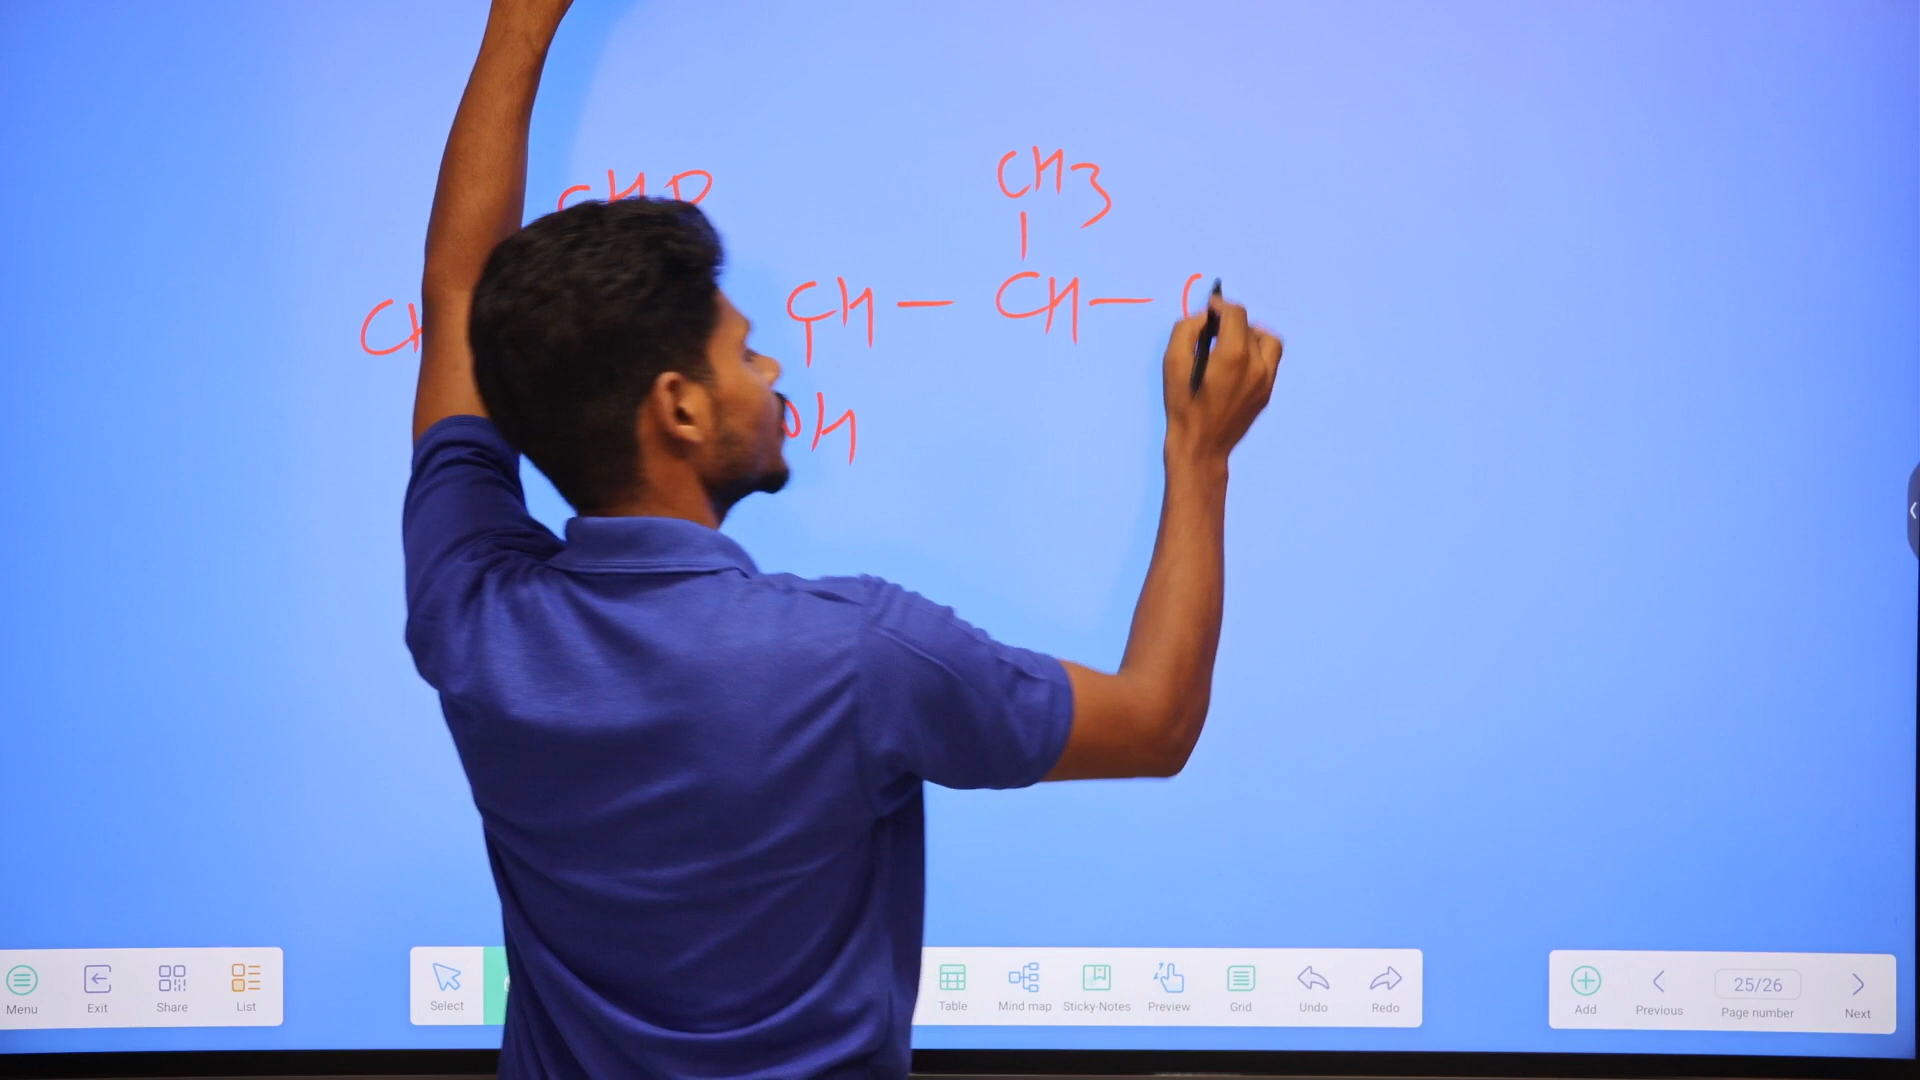 CH3
CH — CH — C
OH
Menu Exit Share List Select Table Mind map Sticky-Notes Preview Grid Undo Redo Add Previous 25/26 Page number Next